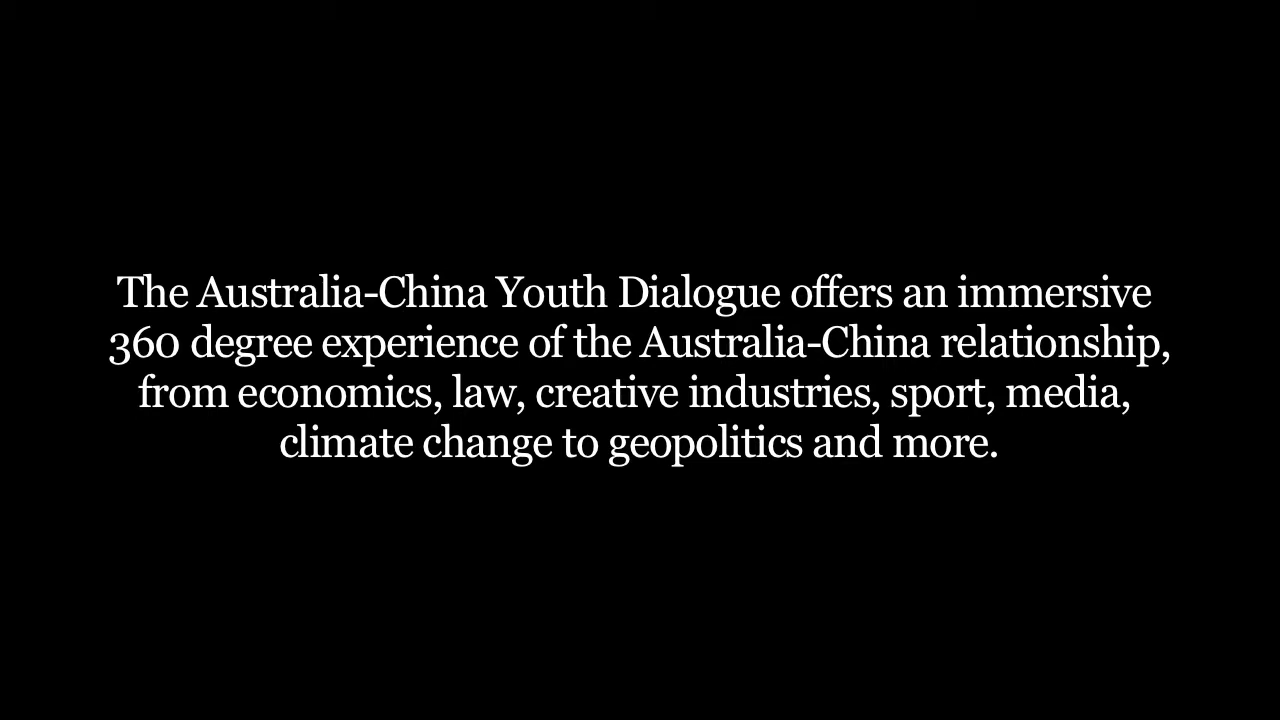 The Australia-China Youth Dialogue offers an immersive
360 degree experience of the Australia-China relationship,
from economics, law, creative industries, sport, media,
climate change to geopolitics and more.